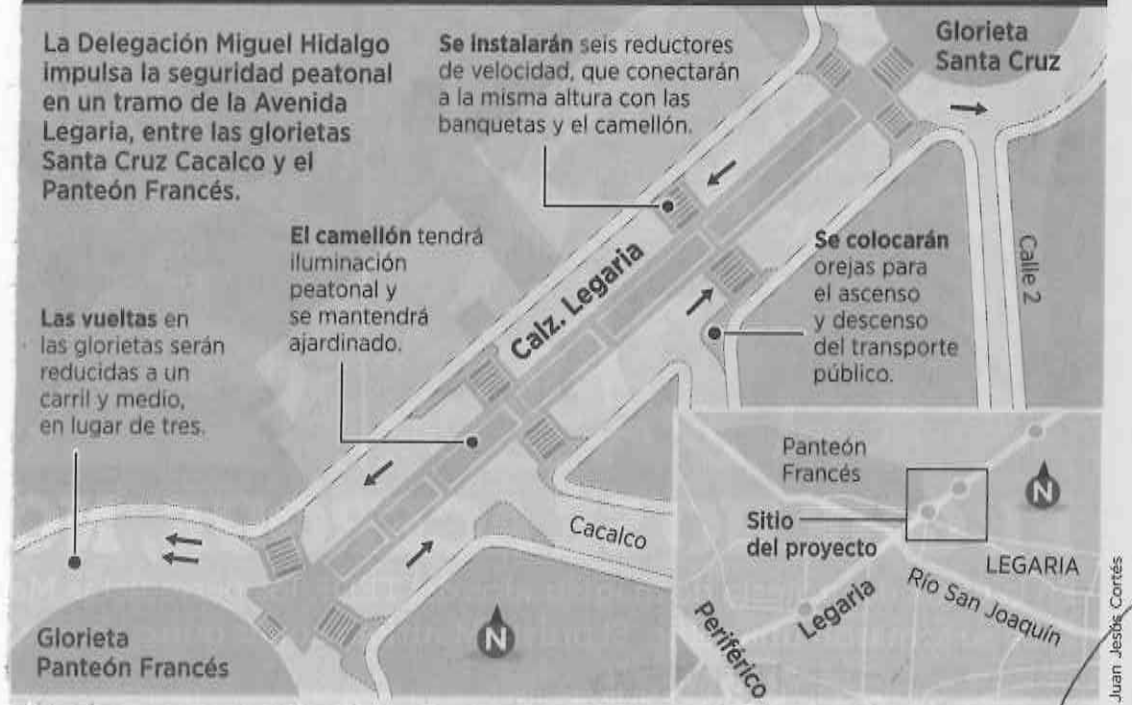 La Delegación Miguel Hidalgo
impulsa la seguridad peatonal
en un tramo de la Avenida
Legaria, entre las glorietas
Santa Cruz Cacalco y el
Panteón Francés.
Se instalarán seis reductores
de velocidad, que conectarán
a la misma altura con las
banquetas y el camellón.
Glorieta
Santa Cruz
El camellón tendrá
iluminación
peatonal y
se mantendrá
ajardinado.
Calz. Legaria
Se colocarán
orejas para
el ascenso
y descenso
del transporte
público.
Calle 2
Las vueltas en
las glorietas serán
reducidas a un
carril y medio,
en lugar de tres.
Cacalco
N
Glorieta
Panteón Francés
Panteón
Francés
N
Sitio
del proyecto
LEGARIA
Legaria
Río San Joaquín
Periférico
Juan Jesús Cortés